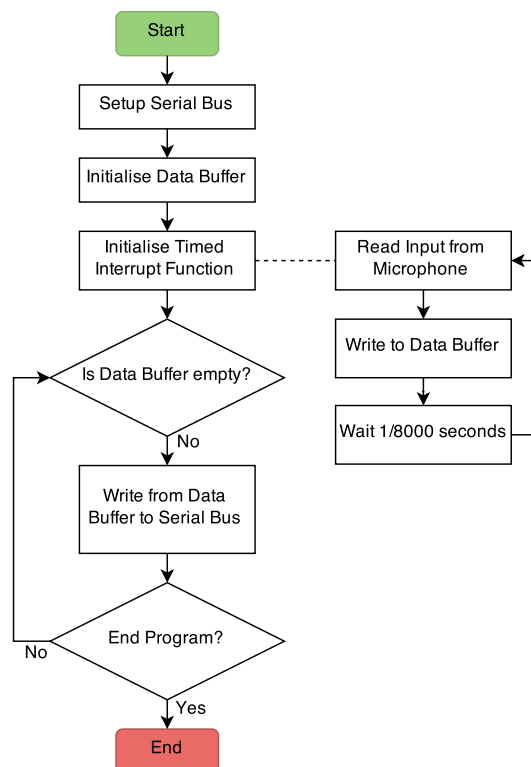 Start
Setup Serial Bus
Initialise Data Buffer
Initialise Timed
Interrupt Function
Read Input from
Microphone
Write to Data Buffer
Is Data Buffer empty?
Wait 1/8000 seconds
No
Write from Data
Buffer to Serial Bus
End Program?
No
Yes
End